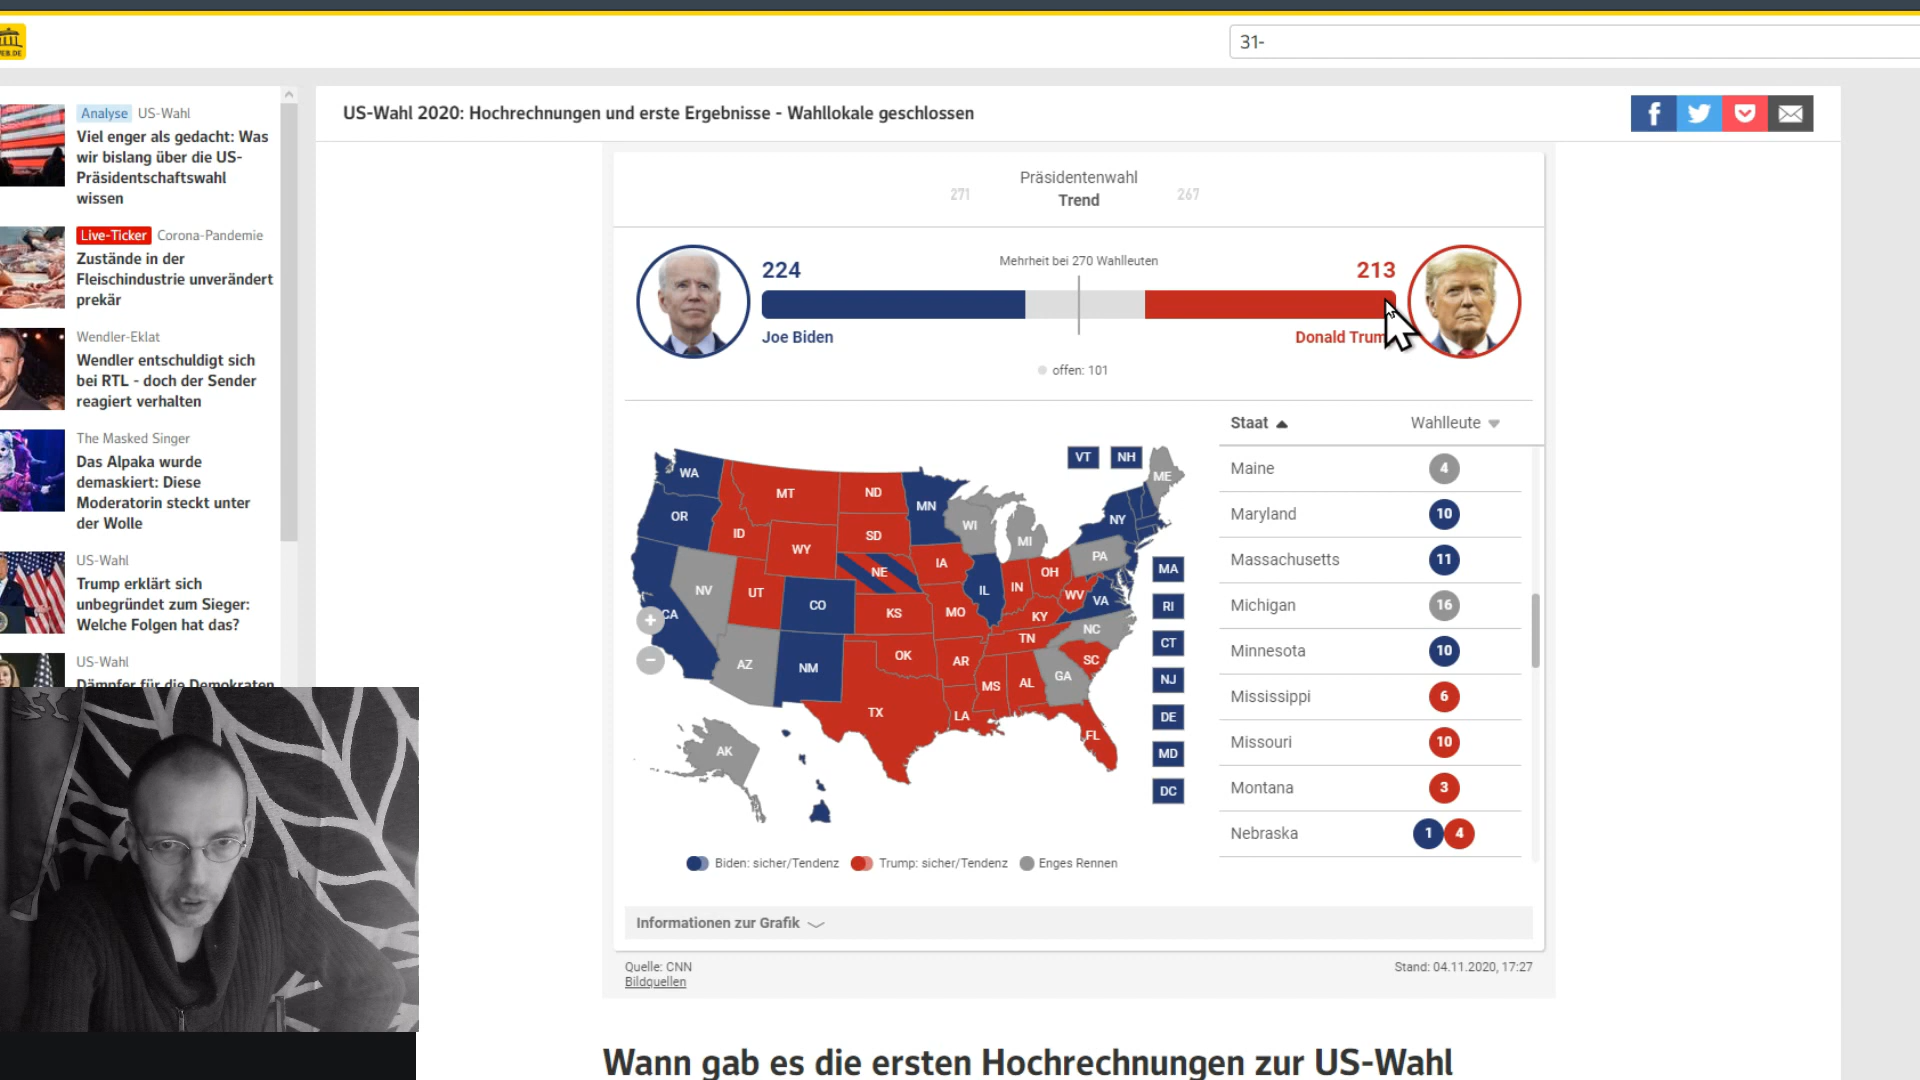 31-
Analyse US-Wahl
Viel enger als gedacht: Was
wir bislang über die US-
Präsidentschaftswahl
wissen
Live-Ticker Corona-Pandemie
Zustände in der
Fleischindustrie unverändert
prekär
Wendler-Eklat
Wendler entschuldigt sich
bei RTL - doch der Sender
reagiert verhalten
The Masked Singer
Das Alpaka wurde
demaskiert: Diese
Moderatorin steckt unter
der Wolle
US-Wahl
Trump erklärt sich
unbegründet zum Sieger:
Welche Folgen hat das?
US-Wahl
Dämpfer für die Demokraten
US-Wahl 2020: Hochrechnungen und erste Ergebnisse - Wahllokale geschlossen
Präsidentenwahl
271 Trend 267
224 Mehrheit bei 270 Wahlleuten 213
Joe Biden Donald Trum
offen: 101
WA
OR
CA
NV
ID
MT
WY
UT
AZ
CO
NM
ND
SD
NE
KS
OK
TX
MN
IA
MO
AR
LA
WI
IL
MI
IN
OH
KY
TN
MS
AL
GA
FL
SC
NC
VA
WV
PA
NY
ME
AK
VT NH
MA
RI
CT
NJ
DE
MD
DC
+
−
Biden: sicher/Tendenz Trump: sicher/Tendenz Enges Rennen
Staat Wahlleute
Maine 4
Maryland 10
Massachusetts 11
Michigan 16
Minnesota 10
Mississippi 6
Missouri 10
Montana 3
Nebraska 1 4
Informationen zur Grafik
Quelle: CNN Stand: 04.11.2020, 17:27
Bildquellen
Wann gab es die ersten Hochrechnungen zur US-Wahl